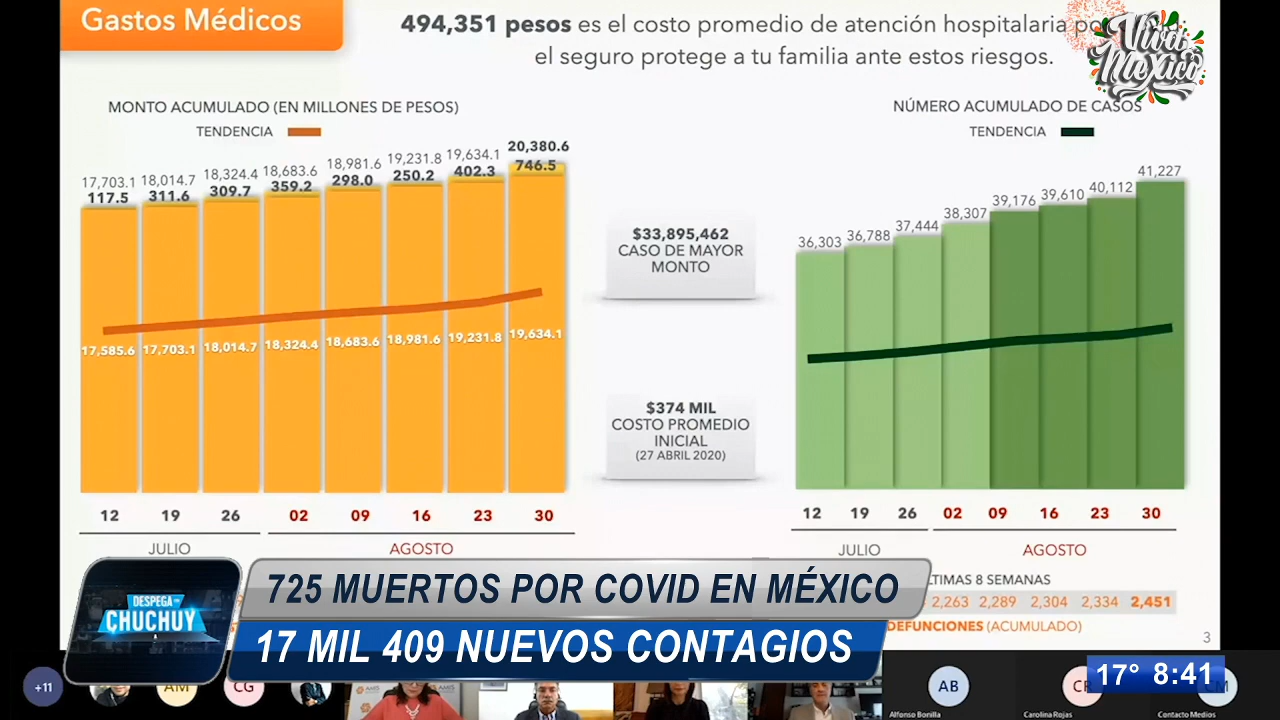 Gastos Médicos
494,351 pesos es el costo promedio de atención hospitalaria
el seguro protege a tu familia ante estos riesgos.
Viva
México
MONTO ACUMULADO (EN MILLONES DE PESOS)
TENDENCIA
17,703.1 18,014.7 18,324.4 18,683.6 18,981.6 19,231.8 19,634.1 20,380.6
117.5 311.6 309.7 359.2 298.0 250.2 402.3 746.5
17,585.6 17,703.1 18,014.7 18,324.4 18,683.6 18,981.6 19,231.8 19,634.1
12 19 26 02 09 16 23 30
JULIO AGOSTO
$33,895,462
CASO DE MAYOR
MONTO
$374 MIL
COSTO PROMEDIO
INICIAL
(27 ABRIL 2020)
NÚMERO ACUMULADO DE CASOS
TENDENCIA
36,303 36,788 37,444 38,307 39,176 39,610 40,112 41,227
12 19 26 02 09 16 23 30
JULIO AGOSTO
LTIMAS 8 SEMANAS
2,263 2,289 2,304 2,334 2,451
DEFUNCIONES (ACUMULADO)
3
DESPEGA
CHUCHUY
725 MUERTOS POR COVID EN MÉXICO
17 MIL 409 NUEVOS CONTAGIOS
+11 AM CG AB
Alfonso Bonilla Carolina Rojas Contacto Medios
17° 8:41